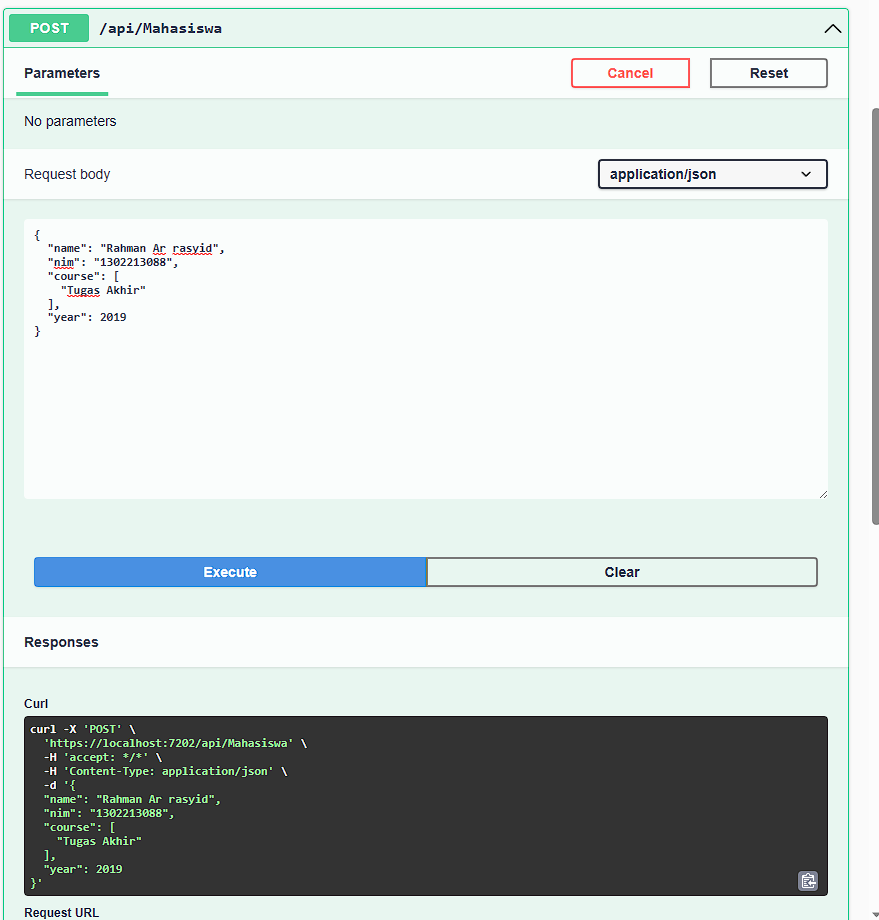 POST /api/Mahasiswa
Parameters Cancel Reset
No parameters
Request body application/json
{
  "name": "Rahman Ar rasyid",
  "nim": "1302213088",
  "course": [
    "Tugas Akhir"
  ],
  "year": 2019
}
Execute Clear
Responses
Curl
curl -X 'POST' \
  'https://localhost:7202/api/Mahasiswa' \
  -H 'accept: */*' \
  -H 'Content-Type: application/json' \
  -d '{
  "name": "Rahman Ar rasyid",
  "nim": "1302213088",
  "course": [
    "Tugas Akhir"
  ],
  "year": 2019
}'
Request URL